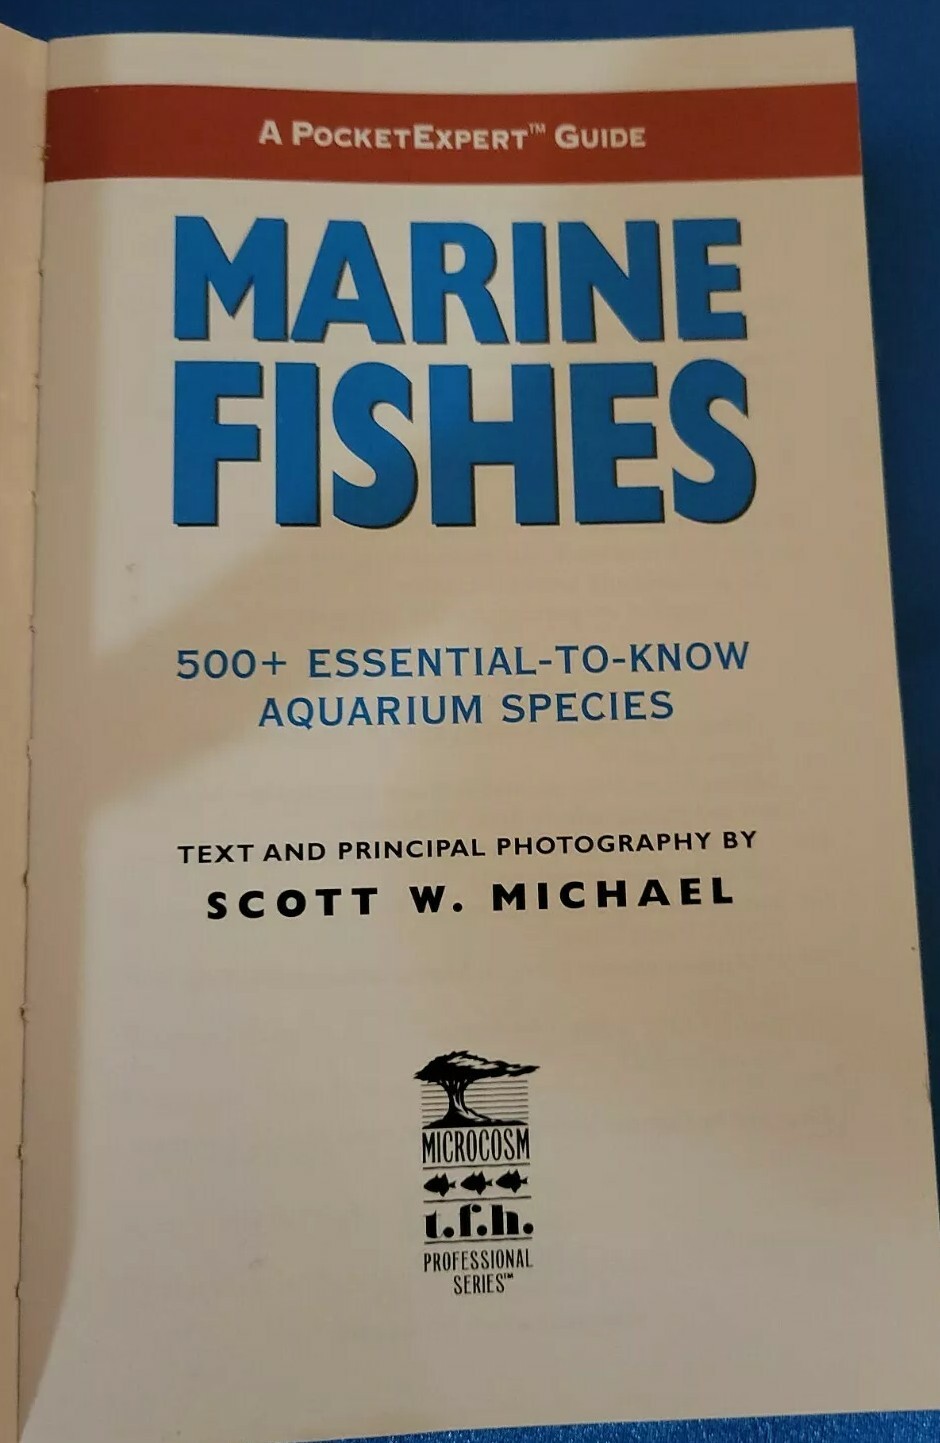 A POCKETEXPERT™ GUIDE
MARINE
FISHES
500+ ESSENTIAL-TO-KNOW
AQUARIUM SPECIES
TEXT AND PRINCIPAL PHOTOGRAPHY BY
SCOTT W. MICHAEL
MICROCOSM
t.f.h.
PROFESSIONAL
SERIES™